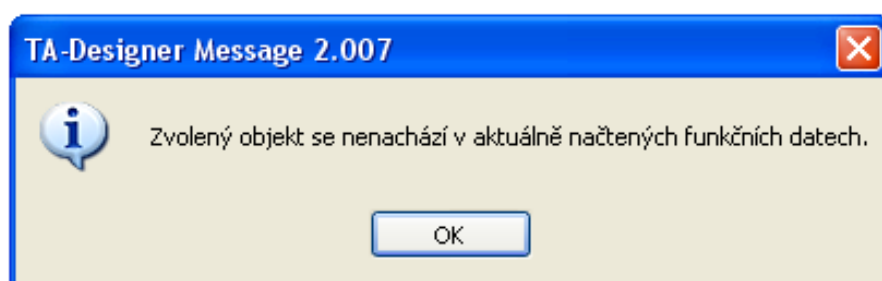 TA-Designer Message 2.007
Zvolený objekt se nenachází v aktuálně načtených funkčních datech.
OK